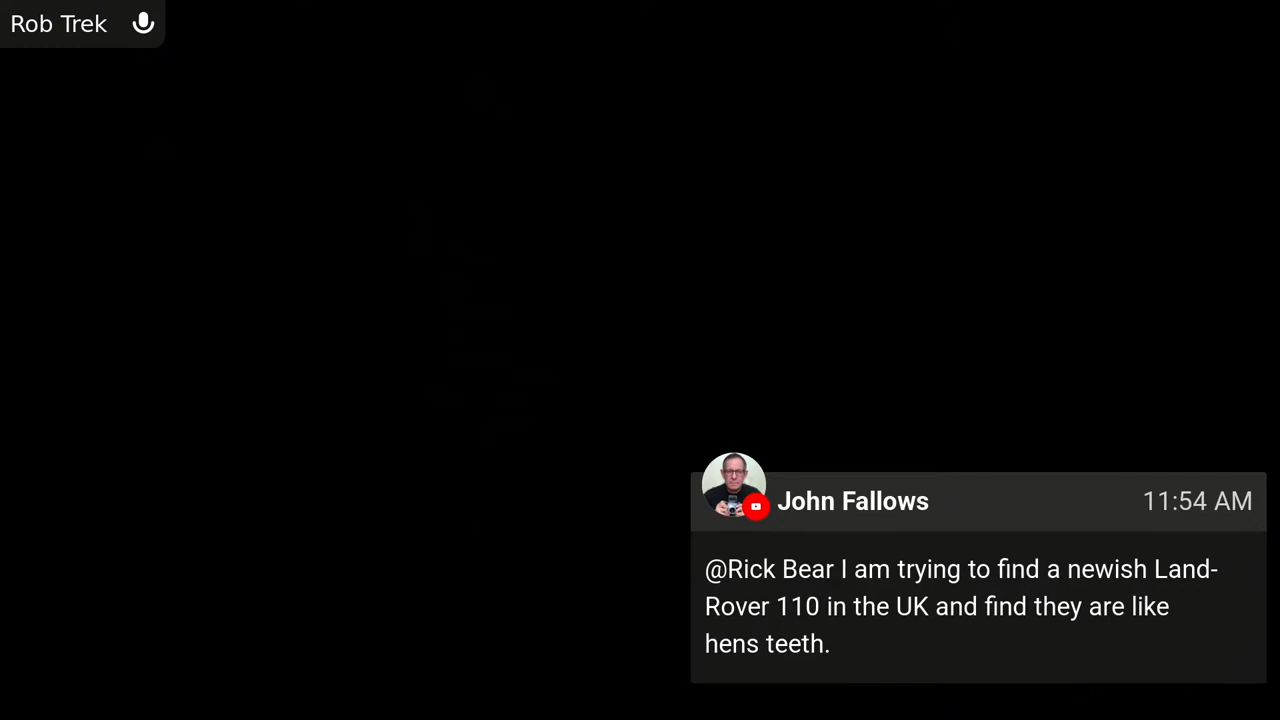 Rob Trek
John Fallows 11:54 AM
@Rick Bear I am trying to find a newish Land-
Rover 110 in the UK and find they are like
hens teeth.